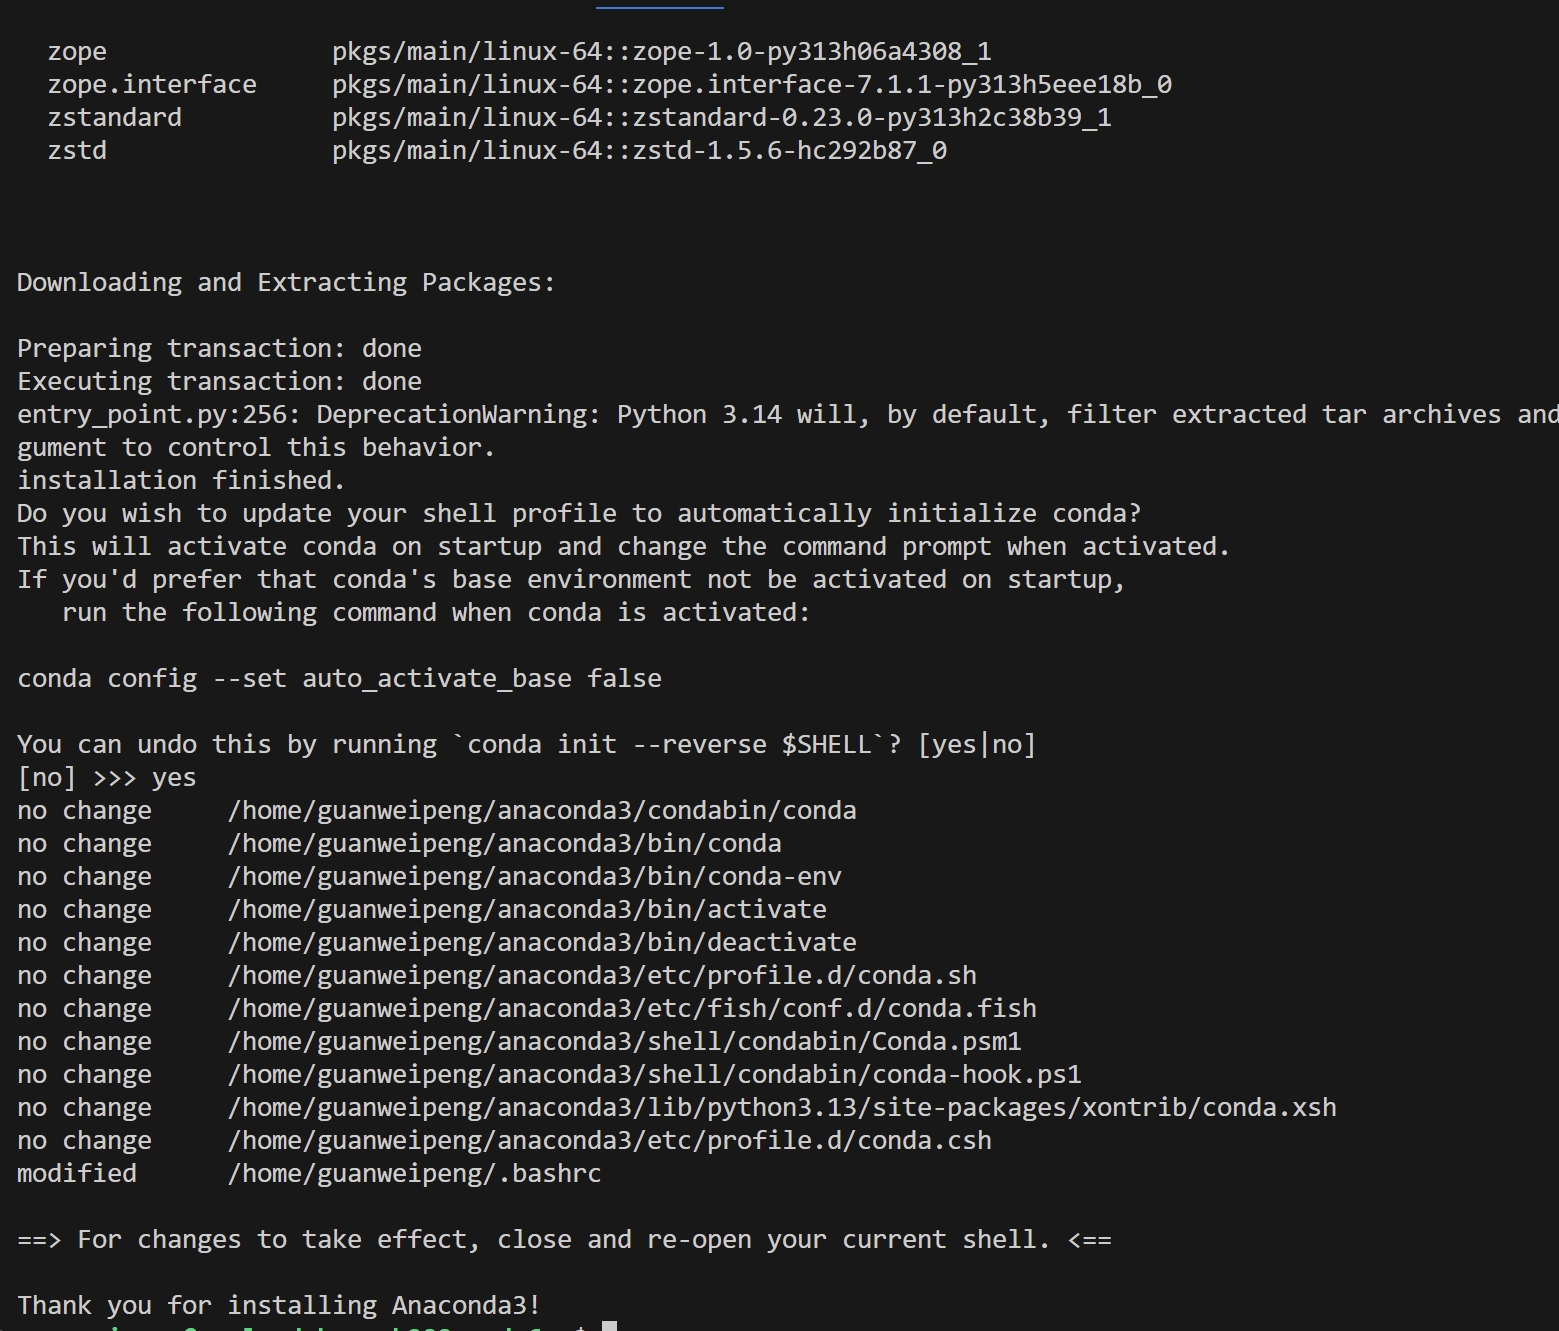 zope pkgs/main/linux-64::zope-1.0-py313h06a4308_1
zope.interface pkgs/main/linux-64::zope.interface-7.1.1-py313h5eee18b_0
zstandard pkgs/main/linux-64::zstandard-0.23.0-py313h2c38b39_1
zstd pkgs/main/linux-64::zstd-1.5.6-hc292b87_0
Downloading and Extracting Packages:
Preparing transaction: done
Executing transaction: done
entry_point.py:256: DeprecationWarning: Python 3.14 will, by default, filter extracted tar archives and
gument to control this behavior.
installation finished.
Do you wish to update your shell profile to automatically initialize conda?
This will activate conda on startup and change the command prompt when activated.
If you'd prefer that conda's base environment not be activated on startup,
run the following command when conda is activated:
conda config --set auto_activate_base false
You can undo this by running `conda init --reverse $SHELL`? [yes|no]
[no] >>> yes
no change /home/guanweipeng/anaconda3/condabin/conda
no change /home/guanweipeng/anaconda3/bin/conda
no change /home/guanweipeng/anaconda3/bin/conda-env
no change /home/guanweipeng/anaconda3/bin/activate
no change /home/guanweipeng/anaconda3/bin/deactivate
no change /home/guanweipeng/anaconda3/etc/profile.d/conda.sh
no change /home/guanweipeng/anaconda3/etc/fish/conf.d/conda.fish
no change /home/guanweipeng/anaconda3/shell/condabin/Conda.psm1
no change /home/guanweipeng/anaconda3/shell/condabin/conda-hook.ps1
no change /home/guanweipeng/anaconda3/lib/python3.13/site-packages/xontrib/conda.xsh
no change /home/guanweipeng/anaconda3/etc/profile.d/conda.csh
modified /home/guanweipeng/.bashrc
==> For changes to take effect, close and re-open your current shell. <==
Thank you for installing Anaconda3!